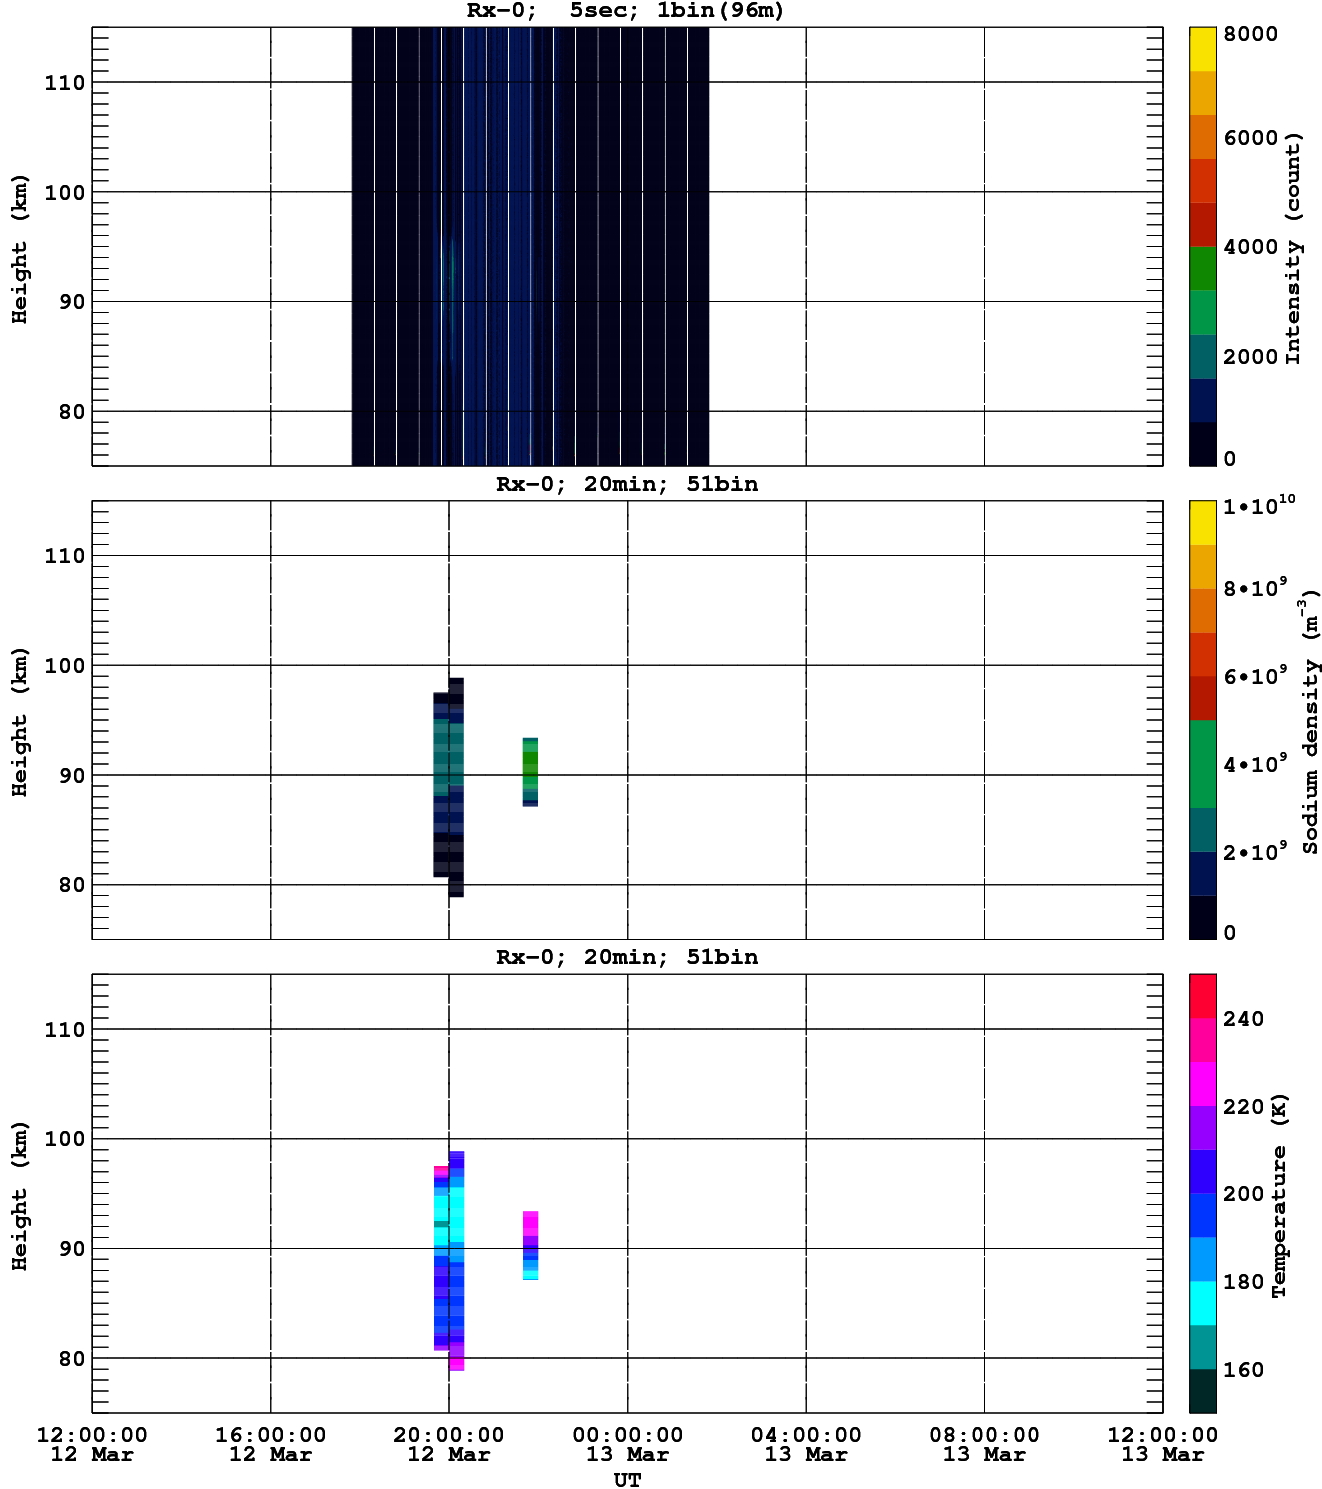 Rx-0;  5sec; 1bin(96m)
110
100
90
80
Height (km)
8000
6000
4000
2000
0
Intensity (count)
Rx-0; 20min; 51bin
110
100
90
80
Height (km)
1•10¹⁰
8•10⁹
6•10⁹
4•10⁹
2•10⁹
0
Sodium density (m⁻³)
Rx-0; 20min; 51bin
110
100
90
80
Height (km)
240
220
200
180
160
Temperature (K)
12:00:00 16:00:00 20:00:00 00:00:00 04:00:00 08:00:00 12:00:00
12 Mar 12 Mar 12 Mar 13 Mar 13 Mar 13 Mar 13 Mar
UT